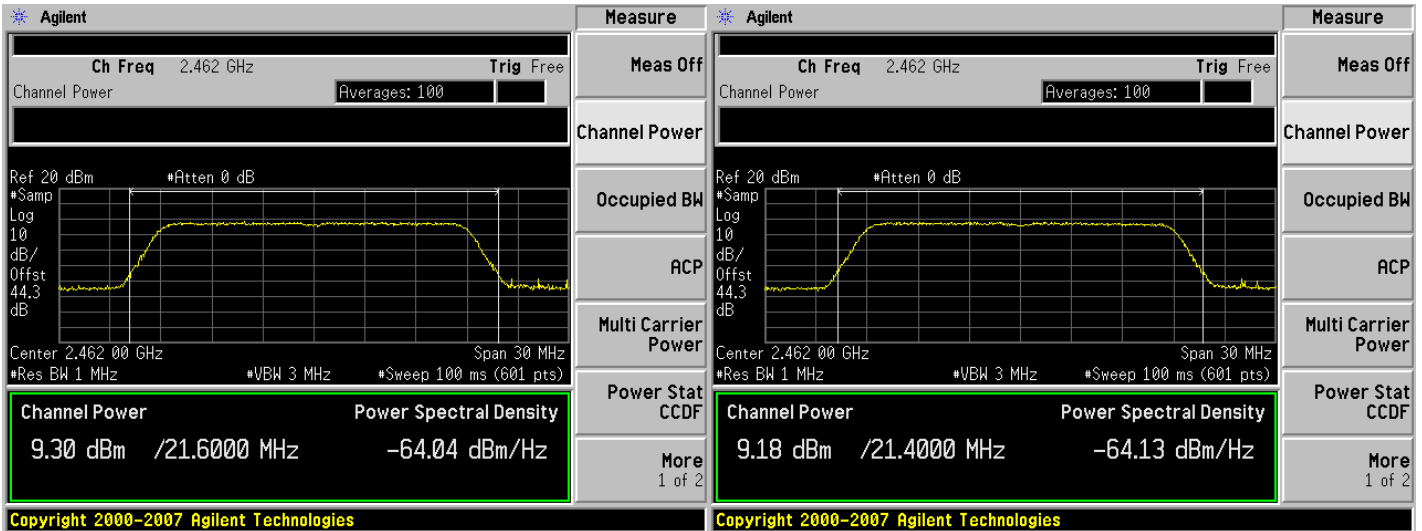 Agilent
Ch Freq 2.462 GHz Trig Free
Channel Power Averages: 100
Ref 20 dBm #Atten 0 dB
#Samp
Log
10
dB/
Offst
44.3
dB
Center 2.462 00 GHz Span 30 MHz
#Res BW 1 MHz #VBW 3 MHz #Sweep 100 ms (601 pts)
Channel Power Power Spectral Density
9.30 dBm /21.6000 MHz -64.04 dBm/Hz
Copyright 2000-2007 Agilent Technologies
Measure
Meas Off
Channel Power
Occupied BW
ACP
Multi Carrier
Power
Power Stat
CCDF
More
1 of 2
Agilent
Ch Freq 2.462 GHz Trig Free
Channel Power Averages: 100
Ref 20 dBm #Atten 0 dB
#Samp
Log
10
dB/
Offst
44.3
dB
Center 2.462 00 GHz Span 30 MHz
#Res BW 1 MHz #VBW 3 MHz #Sweep 100 ms (601 pts)
Channel Power Power Spectral Density
9.18 dBm /21.4000 MHz -64.13 dBm/Hz
Copyright 2000-2007 Agilent Technologies
Measure
Meas Off
Channel Power
Occupied BW
ACP
Multi Carrier
Power
Power Stat
CCDF
More
1 of 2